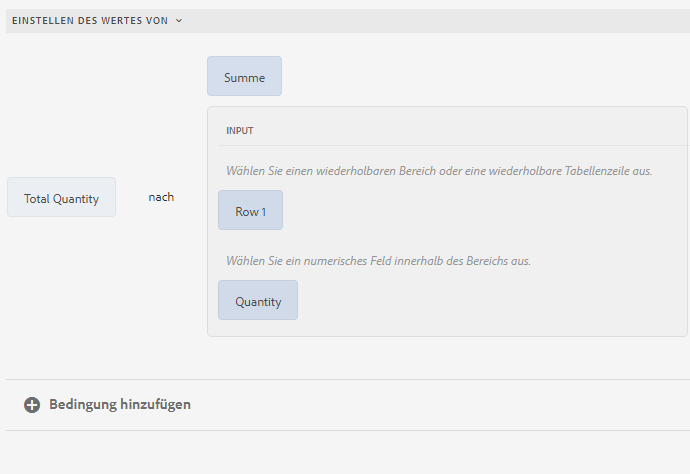 EINSTELLEN DES WERTES VON
Summe
INPUT
Wählen Sie einen wiederholbaren Bereich oder eine wiederholbare Tabellenzeile aus.
Total Quantity nach
Row 1
Wählen Sie ein numerisches Feld innerhalb des Bereichs aus.
Quantity
Bedingung hinzufügen